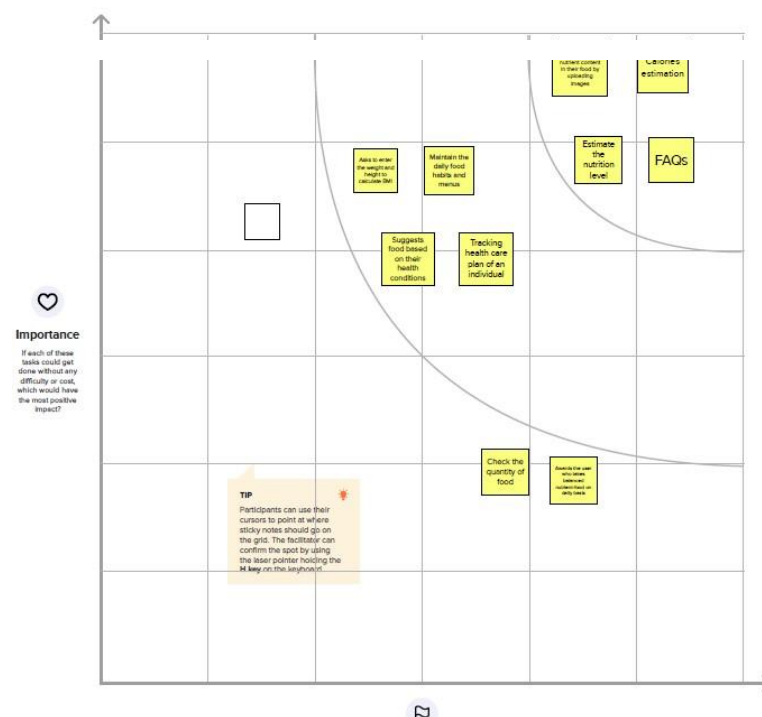 nutrient content
in their food by
uploading
images
Calories
estimation
Estimate
the
nutrition
level
FAQs
Asks to enter
the weight and
height to
calculate BMI
Maintain the
daily food
habits and
menus
Suggests
food based
on their
health
conditions
Tracking
health care
plan of an
individual
Importance
If each of these
tasks could get
done without any
difficulty or cost,
which would have
the most positive
impact?
Check the
quantity of
food
Awards the user
who takes
balanced
nutrient food on
daily basis
TIP
Participants can use their
cursors to point at where
sticky notes should go on
the grid. The facilitator can
confirm the spot by using
the laser pointer holding the
H key on the keyboard